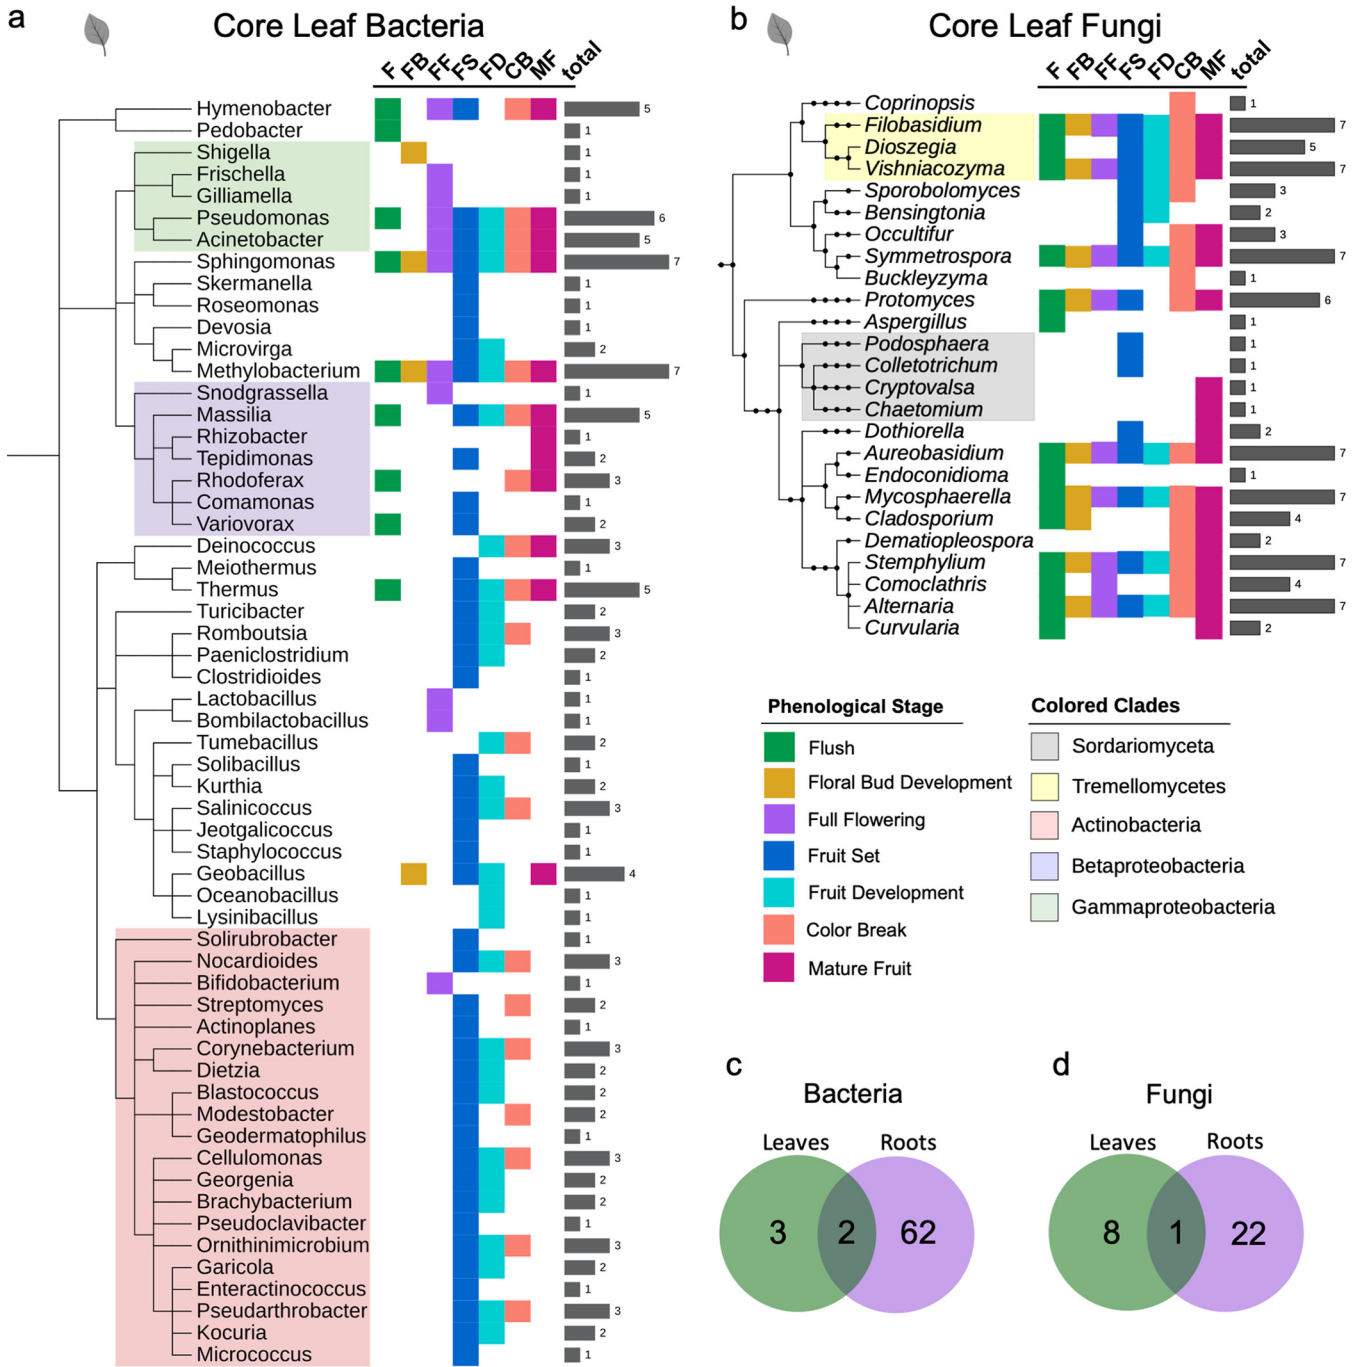 a
Core Leaf Bacteria
F FB FF FS FD CB MF total
Hymenobacter 5
Pedobacter 1
Shigella 1
Frischella 1
Gilliamella 1
Pseudomonas 6
Acinetobacter 5
Sphingomonas 7
Skermanella 1
Roseomonas 1
Devosia 1
Microvirga 2
Methylobacterium 7
Snodgrassella 1
Massilia 5
Rhizobacter 1
Tepidimonas 2
Rhodoferax 3
Comamonas 1
Variovorax 2
Deinococcus 3
Meiothermus 1
Thermus 5
Turicibacter 2
Romboutsia 3
Paeniclostridium 2
Clostridioides 1
Lactobacillus 1
Bombilactobacillus 1
Tumebacillus 2
Solibacillus 1
Kurthia 2
Salinicoccus 3
Jeotgalicoccus 1
Staphylococcus 1
Geobacillus 4
Oceanobacillus 1
Lysinibacillus 1
Solirubrobacter 1
Nocardioides 3
Bifidobacterium 1
Streptomyces 2
Actinoplanes 1
Corynebacterium 3
Dietzia 2
Blastococcus 2
Modestobacter 2
Geodermatophilus 1
Cellulomonas 3
Georgenia 2
Brachybacterium 2
Pseudoclavibacter 1
Ornithinimicrobium 3
Garicola 2
Enteractinococcus 1
Pseudarthrobacter 3
Kocuria 2
Micrococcus 1
b
Core Leaf Fungi
F FB FF FS FD CB MF total
Coprinopsis 1
Filobasidium 7
Dioszegia 5
Vishniacozyma 7
Sporobolomyces 3
Bensingtonia 2
Occultifur 3
Symmetrospora 7
Buckleyzyma 1
Protomyces 6
Aspergillus 1
Podosphaera 1
Colletotrichum 1
Cryptovalsa 1
Chaetomium 1
Dothiorella 2
Aureobasidium 7
Endoconidioma 1
Mycosphaerella 7
Cladosporium 4
Dematiopleospora 2
Stemphylium 7
Comoclathris 4
Alternaria 7
Curvularia 2
Phenological Stage
Flush
Floral Bud Development
Full Flowering
Fruit Set
Fruit Development
Color Break
Mature Fruit
Colored Clades
Sordariomyceta
Tremellomycetes
Actinobacteria
Betaproteobacteria
Gammaproteobacteria
c
Bacteria
Leaves Roots
3 2 62
d
Fungi
Leaves Roots
8 1 22